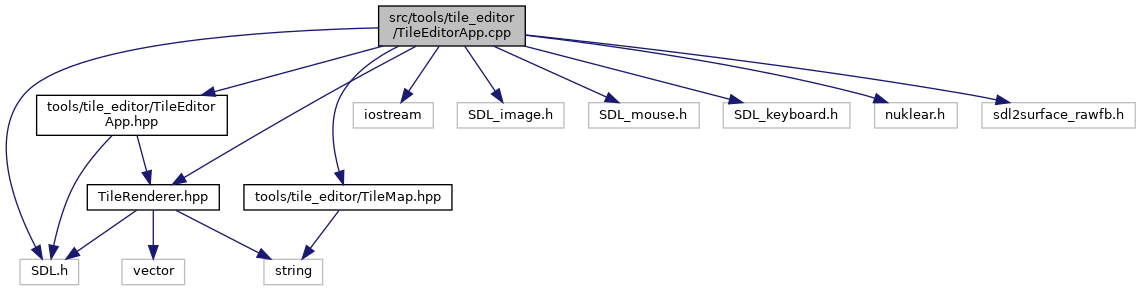 src/tools/tile_editor
/TileEditorApp.cpp
tools/tile_editor/TileEditor
App.hpp
iostream
SDL_image.h
SDL_mouse.h
SDL_keyboard.h
nuklear.h
sdl2surface_rawfb.h
TileRenderer.hpp
tools/tile_editor/TileMap.hpp
SDL.h
vector
string